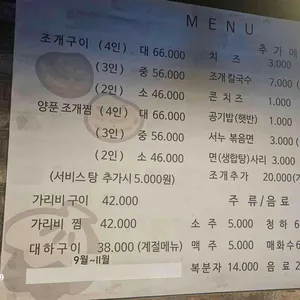 MENU
조개구이 (4인) 대 66.000
(3인) 중 56.000
(2인) 소 46.000
양푼 조개찜 (4인) 대 66.000
(3인) 중 56.000
(2인) 소 46.000
(서비스탕 추가시 5.000원)
가리비구이 42.000
가리비 찜 42.000
대하구이 38.000 (계절메뉴)
9월~11월
추가메
치즈 3.000
조개 칼국수 7.000
콘치즈 1.000
공기밥(햇반) 1.000
서누 볶음면 3.000
면(생합탕)사리 3.000
조개추가 20.000
주류/음료
소주 5.000 청하 6
맥주 5.000 매화수 6
복분자 14.000 음료 2